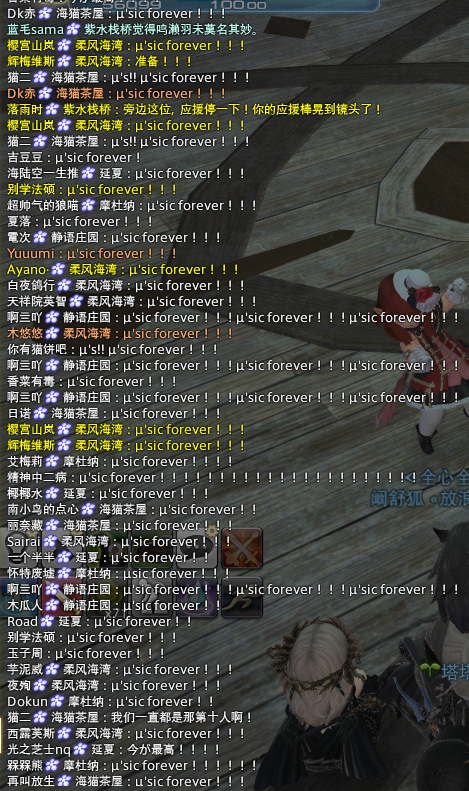 Dk赤 海猫茶屋：μ'sic forever！！！
蓝毛sama 紫水栈桥觉得鸣濑羽未莫名其妙。
樱宫山岚 柔风海湾：μ'sic forever！！！
辉梅维斯 柔风海湾：准备！！！
猫二 海猫茶屋：μ's!! μ'sic forever！！！
Dk赤 海猫茶屋：μ'sic forever！！！
落雨时 紫水栈桥：旁边这位, 应援停一下！你的应援棒晃到镜头了！
樱宫山岚 柔风海湾：μ'sic forever！！！
猫二 海猫茶屋：μ's!! μ'sic forever！！！
吉豆豆：μ'sic forever！
海陆空一生推 延夏：μ'sic forever！！！
别学法硕：μ'sic forever！！！
超帅气的狼喵 摩杜纳：μ'sic forever！！！
夏落：μ'sic forever！！！
電次 静语庄园：μ'sic forever！！！
Yuuumi：μ'sic forever！！！
Ayano· 柔风海湾：μ'sic forever！！！
白夜鸽行 柔风海湾：μ'sic forever！！！
天祥院英智 柔风海湾：μ'sic forever！！！
啊三吖 静语庄园：μ'sic forever！！！μ'sic forever！！！μ'sic forever！！！
木悠悠 柔风海湾：μ'sic forever！！！
你有猫饼吧：μ's!! μ'sic forever！！！
啊三吖 静语庄园：μ'sic forever！！！μ'sic forever！！！μ'sic forever！！！
香菜有毒：μ'sic forever！！！
啊三吖 静语庄园：μ'sic forever！！！μ'sic forever！！！μ'sic forever！！！
日诺 海猫茶屋：μ'sic forever！！！
樱宫山岚 柔风海湾：μ'sic forever！！！
辉梅维斯 柔风海湾：μ'sic forever！！！
艾梅莉 摩杜纳：μ'sic forever！！！
精神中二病：μ'sic forever！！！！！！！！！！！！！！！！！！！！！
椰椰水 延夏：μ'sic forever！！！
南小鸟的点心 海猫茶屋：μ'sic forever！！！
丽奈藏 海猫茶屋：μ'sic forever！！！
Sairai 柔风海湾：μ'sic forever！！！
三个半半 延夏：μ'sic forever！！！
怀特废墟 摩杜纳：μ'sic forever！！！
啊三吖 静语庄园：μ'sic forever！！！μ'sic forever！！！μ'sic forever！！！
木瓜人 静语庄园：μ'sic forever！！！
Road 延夏：μ'sic forever！！！
别学法硕：μ'sic forever！！！
玉子周：μ'sic forever！！！
芋泥威 柔风海湾：μ'sic forever！！！
夜殉 柔风海湾：μ'sic forever！！！
Dokun 摩杜纳：μ'sic forever！！！
猫二 海猫茶屋：我们一直都是那第十人啊！
西露芙斯 柔风海湾：μ'sic forever！！！
光之芝士nq 延夏：今が最高！！！！
槑槑熊 摩杜纳：μ'sic forever！！！！！！
再叫放生 海猫茶屋：μ'sic forever！！！